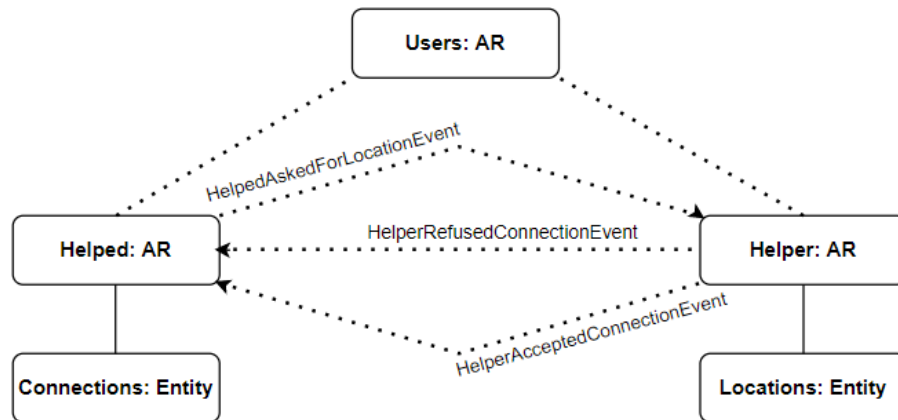 Users: AR
HelpedAskedForLocationEvent
Helped: AR
HelperRefusedConnectionEvent
Helper: AR
HelperAcceptedConnectionEvent
Connections: Entity
Locations: Entity